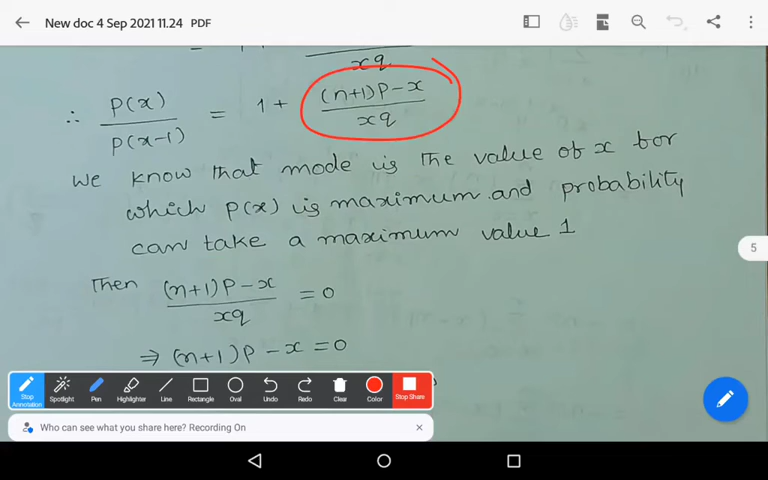 New doc 4 Sep 2021 11.24 PDF
xq
∴ P(x)/P(x-1) = 1 + ((n+1)P-x)/xq
We know that mode is the value of x for
which P(x) is maximum and probability
can take a maximum value 1
5
Then ((n+1)P-x)/xq = 0
⇒ (n+1)P - x = 0
Stop Annotation Spotlight Pen Highlighter Line Rectangle Oval Undo Redo Clear Color Stop Share
Who can see what you share here? Recording On